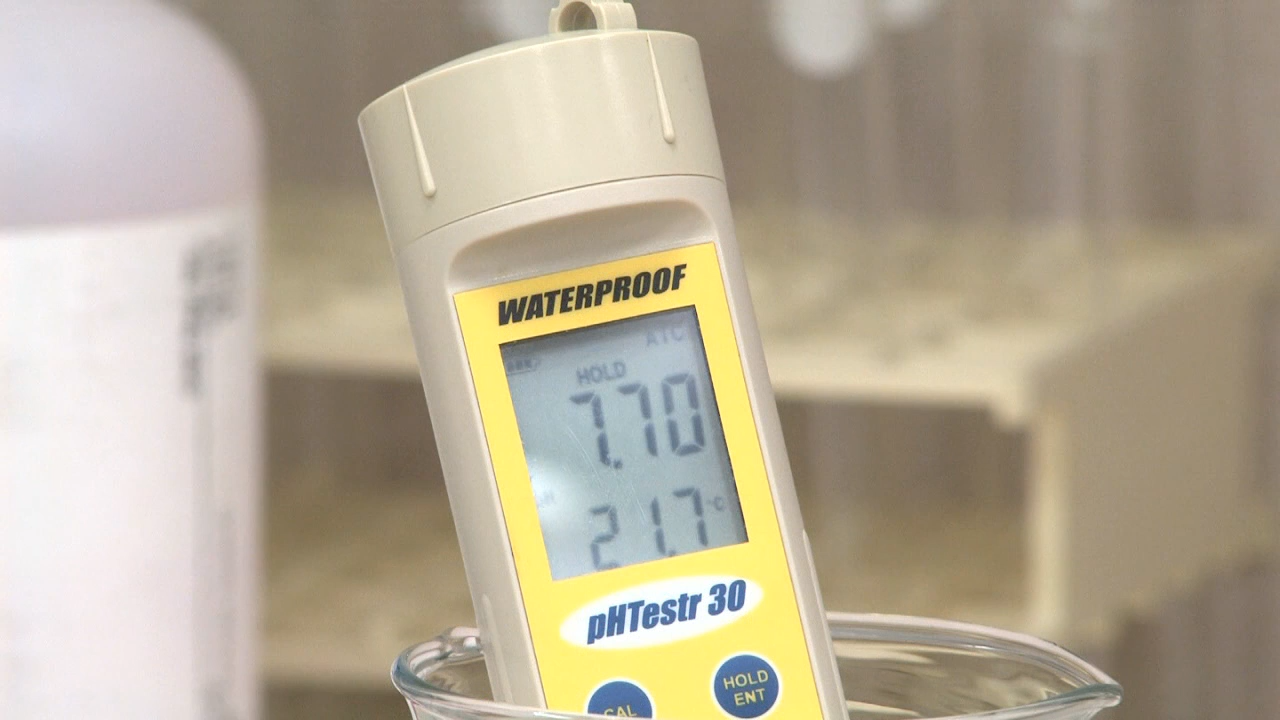 WATERPROOF
ATC
HOLD
7.70
21.7 °C
pHTestr 30
CAL
HOLD
ENT